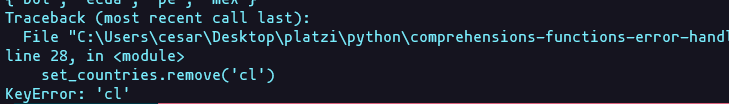 {'bol', 'ecua', 'pe', 'mex'}
Traceback (most recent call last):
File "C:\Users\cesar\Desktop\platzi\python\comprehensions-functions-error-handl
line 28, in <module>
set_countries.remove('cl')
KeyError: 'cl'